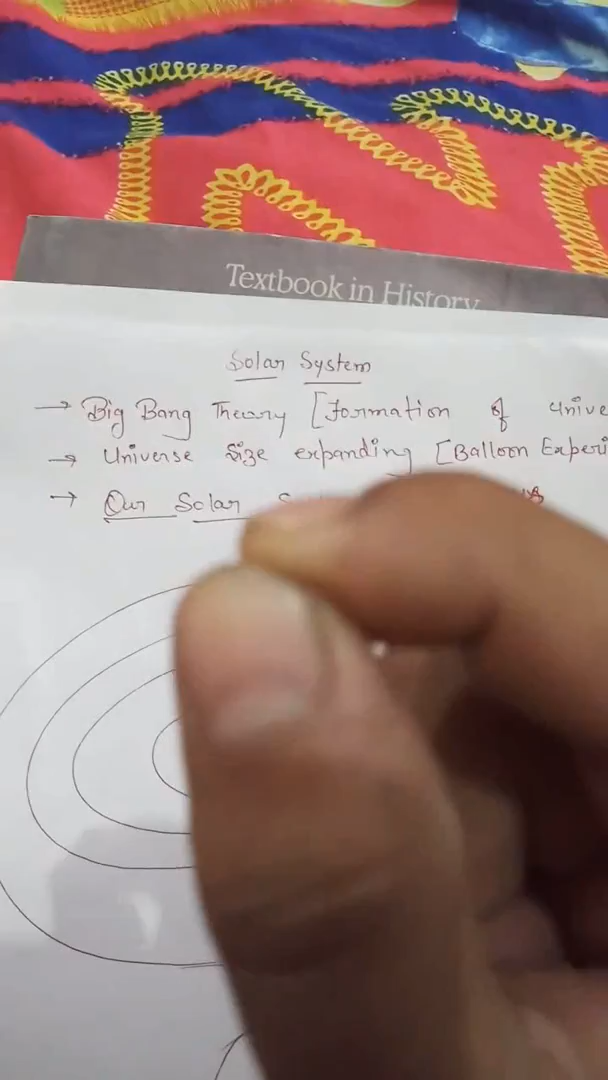 Textbook in History
Solar System
→ Big Bang Theory [Formation of Unive
→ Universe Size expanding [Balloon Experi
→ Our Solar